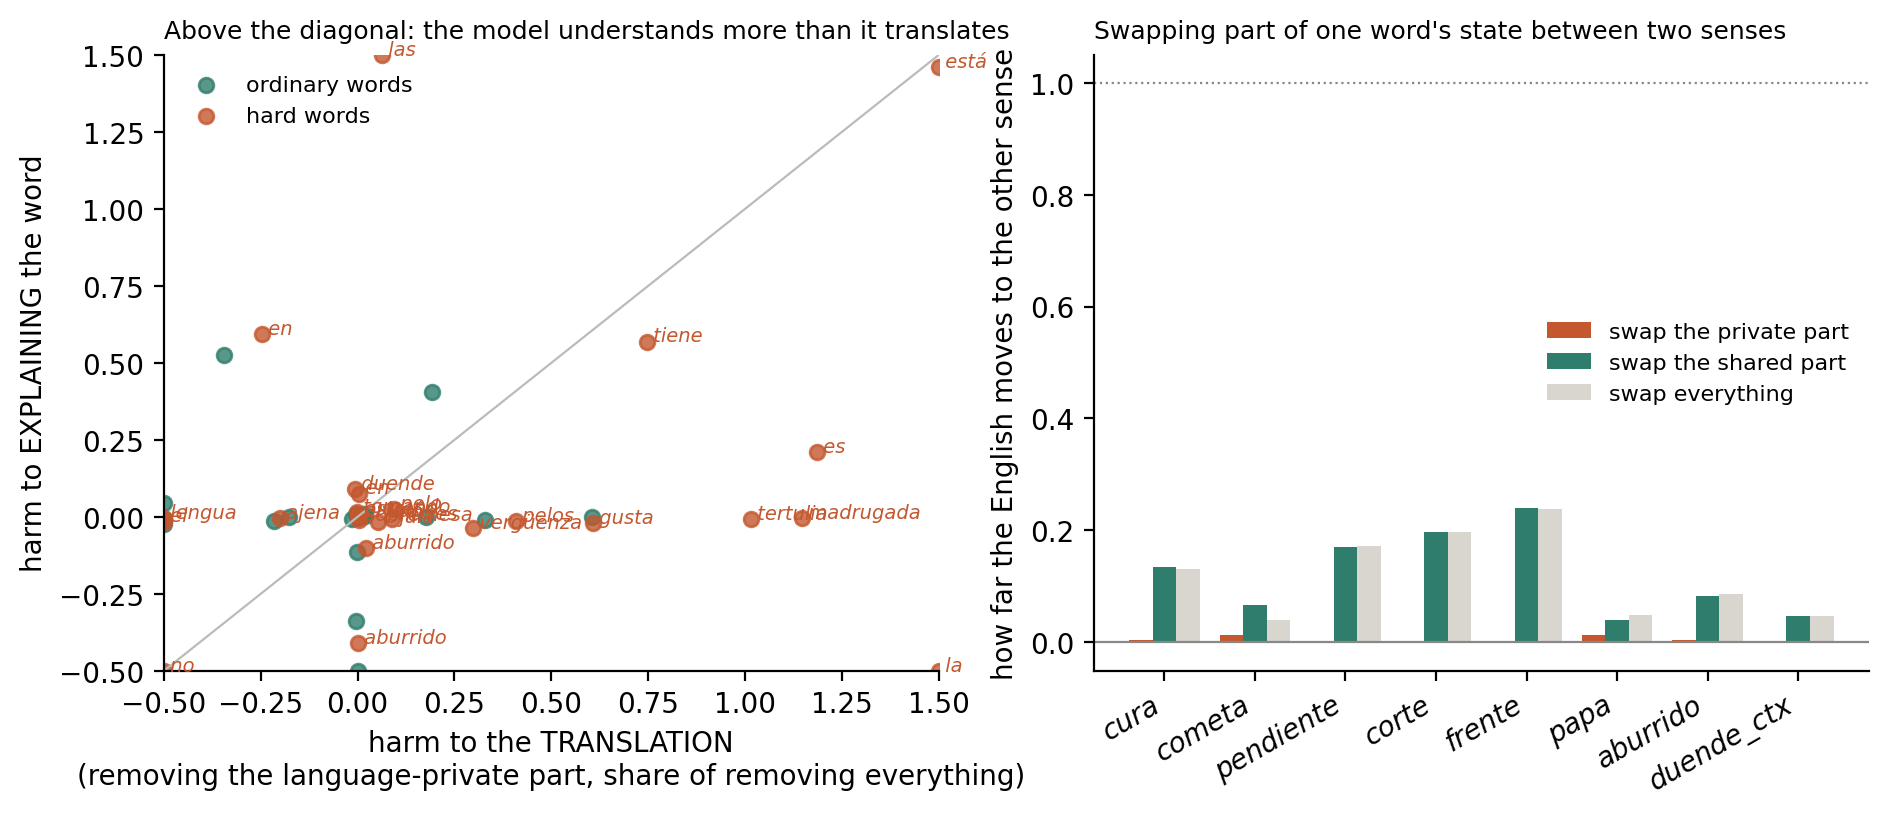 Above the diagonal: the model understands more than it translates
harm to EXPLAINING the word
1.50
1.25
1.00
0.75
0.50
0.25
0.00
−0.25
−0.50
ordinary words
hard words
las
está
en
tiene
es
duende
en
pelo
lengua
ajena
vergüenza
pelos
gusta
tertulia
madrugada
aburrido
aburrido
no
la
−0.50
−0.25
0.00
0.25
0.50
0.75
1.00
1.25
1.50
harm to the TRANSLATION
(removing the language-private part, share of removing everything)
Swapping part of one word's state between two senses
how far the English moves to the other sense
1.0
0.8
0.6
0.4
0.2
0.0
swap the private part
swap the shared part
swap everything
cura
cometa
pendiente
corte
frente
papa
aburrido
duende_ctx